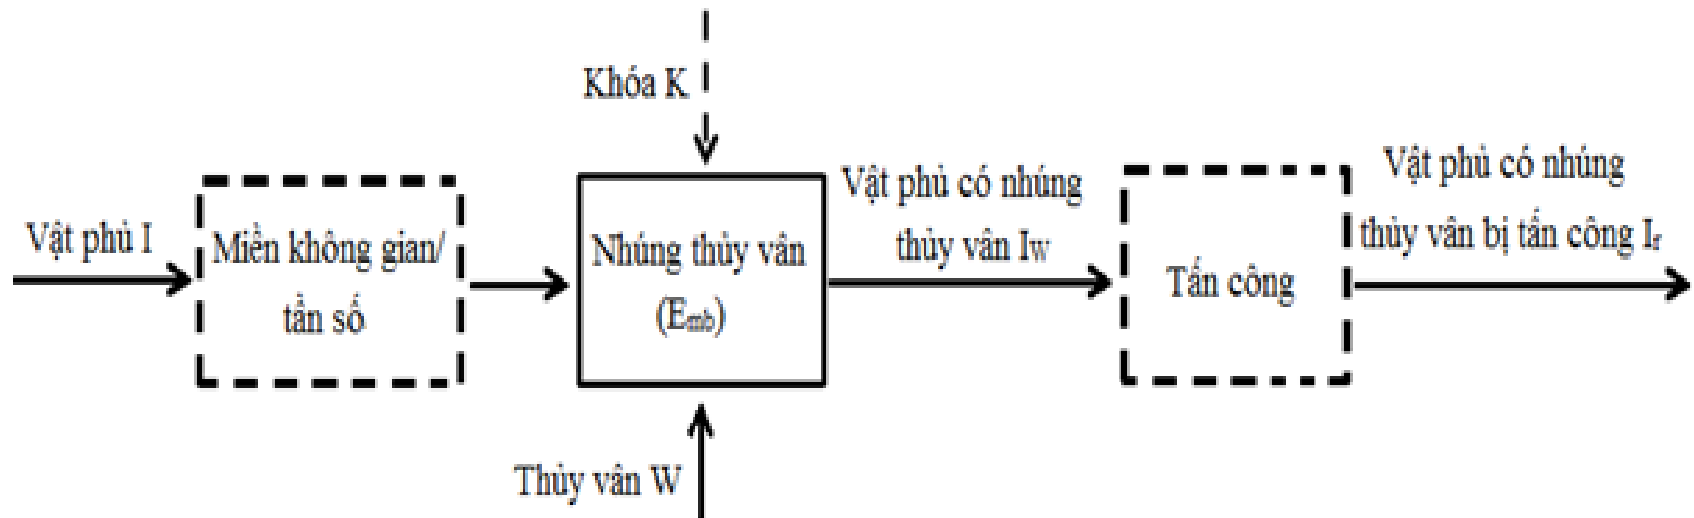 Khóa K
Vật phủ I
Miền không gian/
tần số
Nhúng thủy vân
(Emb)
Thủy vân W
Vật phủ có nhúng
thủy vân IW
Tấn công
Vật phủ có nhúng
thủy vân bị tấn công Ir